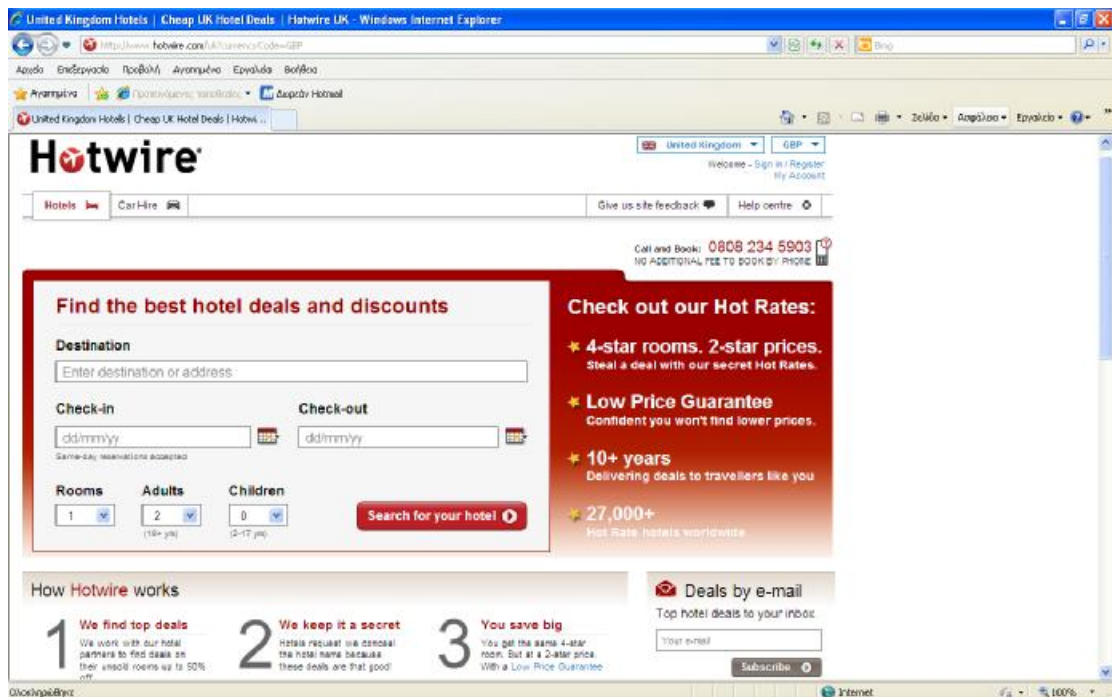 United Kingdom Hotels | Cheap UK Hotel Deals | Hotwire UK - Windows Internet Explorer
http://www.hotwire.com/uk?currencyCode=GBP
Bing
Αρχείο Επεξεργασία Προβολή Αγαπημένα Εργαλεία Βοήθεια
Αγαπημένα Δωρεάν Hotmail
United Kingdom Hotels | Cheap UK Hotel Deals | Hotwi...
Σελίδα Ασφάλεια Εργαλεία
Hotwire
United Kingdom GBP
Welcome - Sign in / Register
My Account
Hotels Car Hire Give us site feedback Help centre
Call and Book: 0808 234 5903
NO ADDITIONAL FEE TO BOOK BY PHONE
Find the best hotel deals and discounts
Destination
Enter destination or address
Check-in Check-out
dd/mm/yy dd/mm/yy
Same-day reservations accepted
Rooms Adults Children
1 2 0
(18+ yrs) (2-17 yrs)
Search for your hotel
Check out our Hot Rates:
4-star rooms. 2-star prices.
Steal a deal with our secret Hot Rates.
Low Price Guarantee
Confident you won't find lower prices.
10+ years
Delivering deals to travellers like you
27,000+
Hot Rate hotels worldwide
How Hotwire works
1 We find top deals
We work with our hotel
partners to find deals on
their unsold rooms up to 50%
off
2 We keep it a secret
Hotels request we conceal
the hotel name because
these deals are that good!
3 You save big
You get the same 4-star
room. But at a 2-star price.
With a Low Price Guarantee
Deals by e-mail
Top hotel deals to your inbox
Your e-mail
Subscribe
Ολοκληρώθηκε Internet 100%